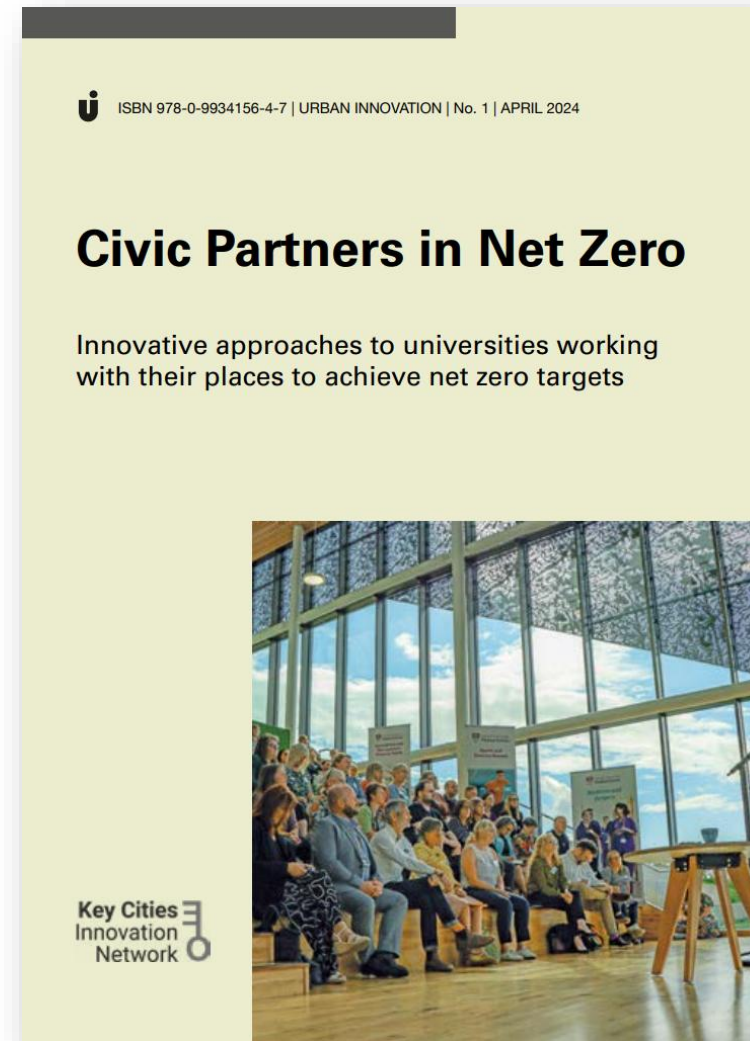 ISBN 978-0-9934156-4-7 | URBAN INNOVATION | No. 1 | APRIL 2024
Civic Partners in Net Zero
Innovative approaches to universities working
with their places to achieve net zero targets
Key Cities
Innovation
Network